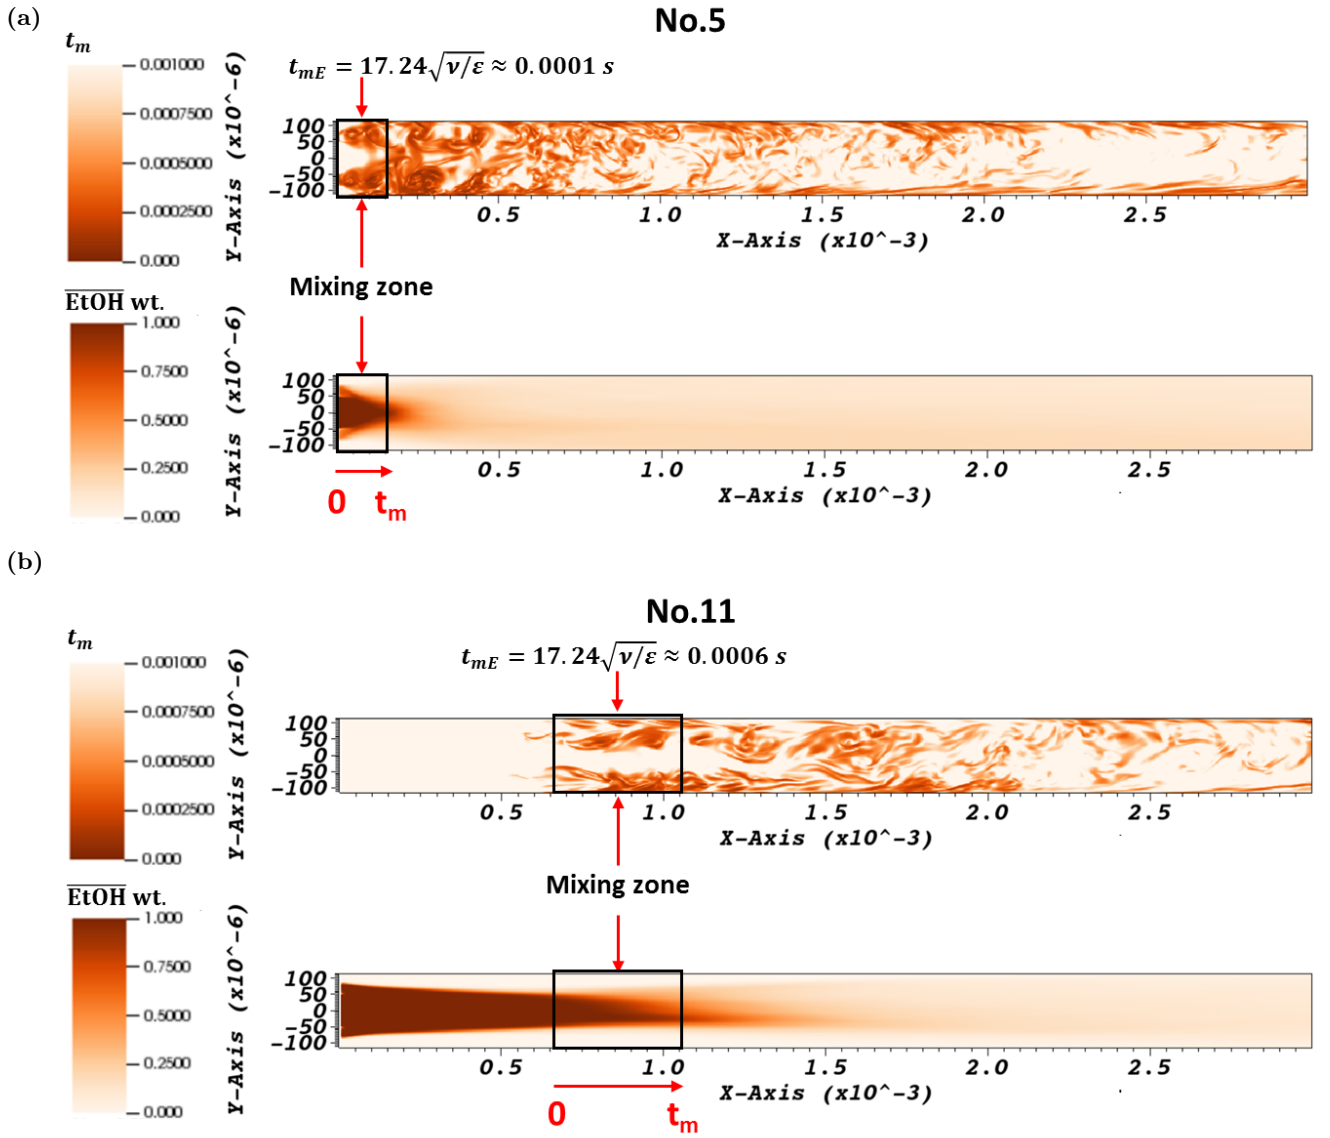 (a)
No.5
t_m
t_{mE} = 17.24√(ν/ε) ≈ 0.0001 s
0.001000
0.0007500
0.0005000
0.0002500
0.000
Y-Axis (x10^-6)
100
50
0
-50
-100
0.5 1.0 1.5 2.0 2.5
X-Axis (x10^-3)
Mixing zone
E̅t̅O̅H̅ wt.
1.000
0.7500
0.5000
0.2500
0.000
Y-Axis (x10^-6)
100
50
0
-50
-100
0.5 1.0 1.5 2.0 2.5
X-Axis (x10^-3)
0 t_m
(b)
No.11
t_m
t_{mE} = 17.24√(ν/ε) ≈ 0.0006 s
0.001000
0.0007500
0.0005000
0.0002500
0.000
Y-Axis (x10^-6)
100
50
0
-50
-100
0.5 1.0 1.5 2.0 2.5
X-Axis (x10^-3)
Mixing zone
E̅t̅O̅H̅ wt.
1.000
0.7500
0.5000
0.2500
0.000
Y-Axis (x10^-6)
100
50
0
-50
-100
0.5 1.0 1.5 2.0 2.5
X-Axis (x10^-3)
0 t_m